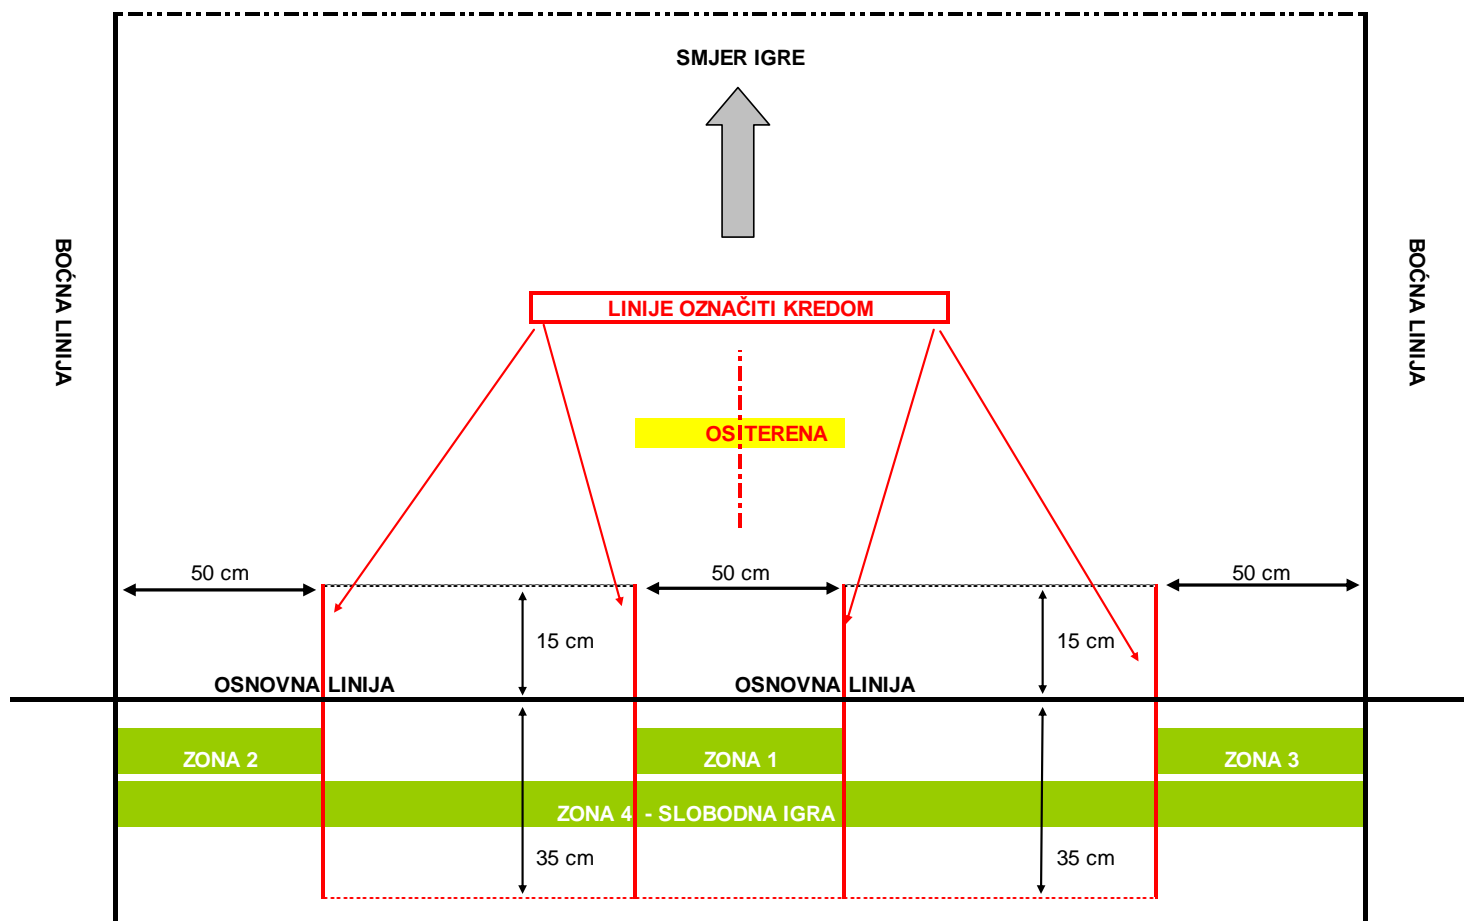 SMJER IGRE
BOĆNA LINIJA
BOĆNA LINIJA
LINIJE OZNAČITI KREDOM
OS TERENA
50 cm
50 cm
50 cm
15 cm
15 cm
OSNOVNA LINIJA
OSNOVNA LINIJA
ZONA 2
ZONA 1
ZONA 3
ZONA 4 - SLOBODNA IGRA
35 cm
35 cm